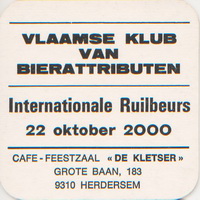 VLAAMSE KLUB
VAN
BIERATTRIBUTEN
Internationale Ruilbeurs
22 oktober 2000
CAFE - FEESTZAAL « DE KLETSER »
GROTE BAAN, 183
9310 HERDERSEM